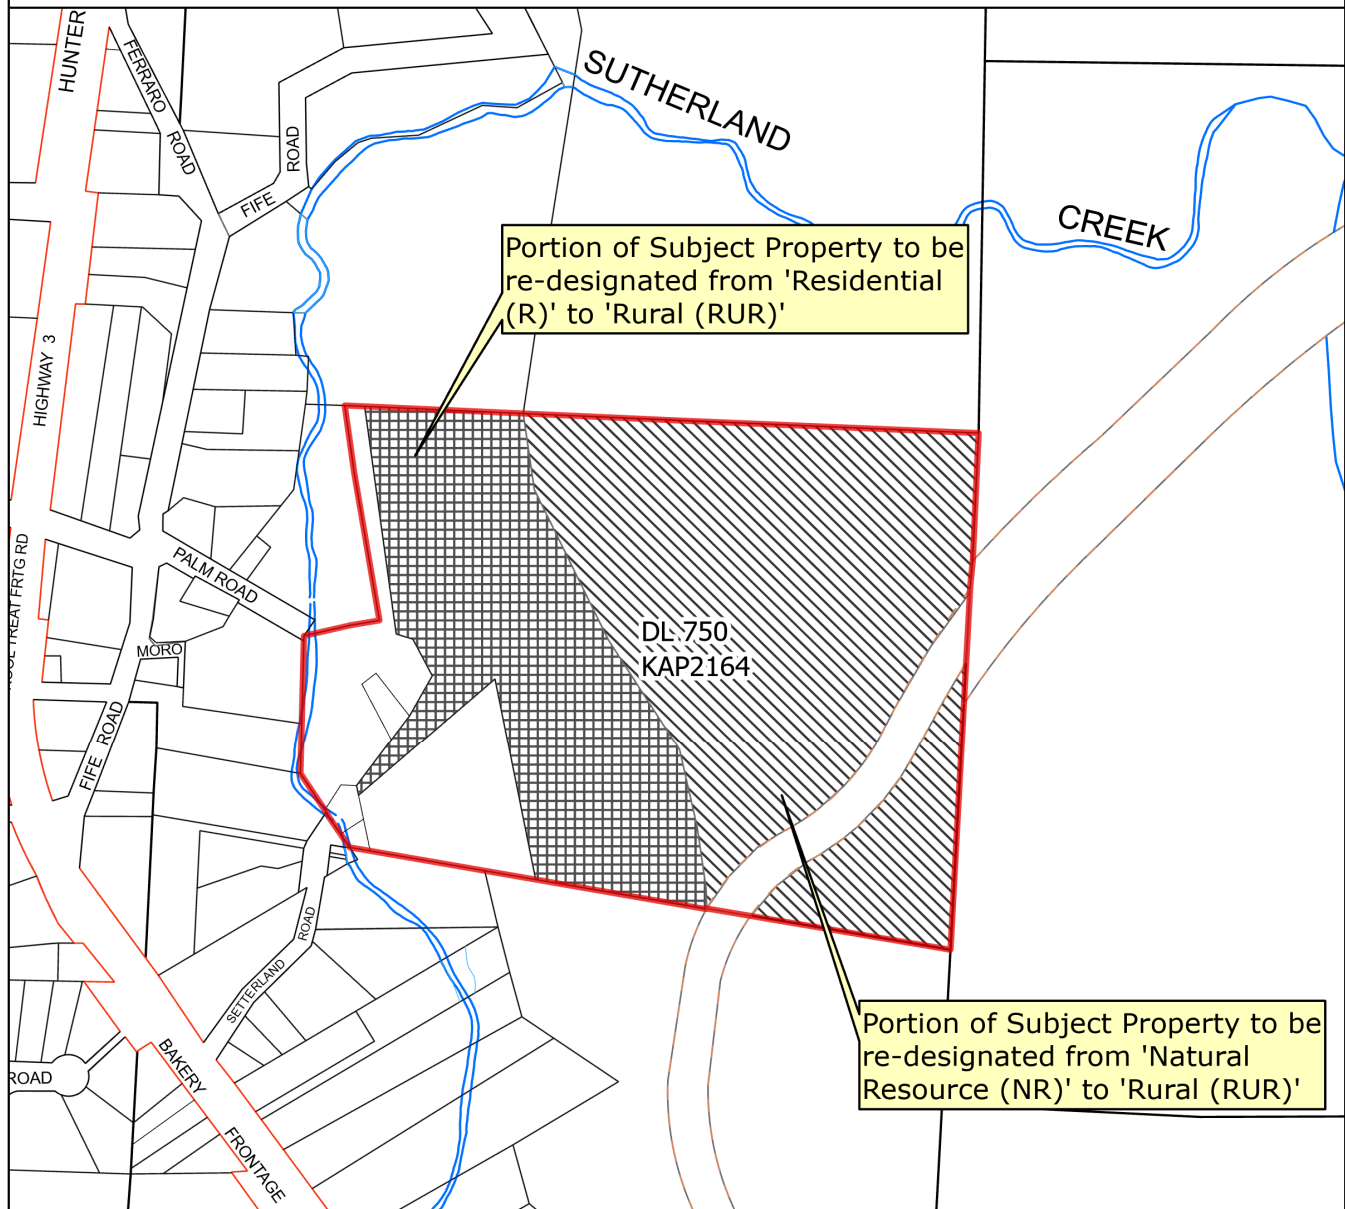 HUNTER
FERRARO ROAD
ROAD
FIFE
SUTHERLAND
CREEK
Portion of Subject Property to be
re-designated from 'Residential
(R)' to 'Rural (RUR)'
HIGHWAY 3
TREAT FRTG RD
PALM ROAD
MORO
DL 750
KAP2164
FIFE ROAD
ROAD
SETTERLAND
Portion of Subject Property to be
re-designated from 'Natural
Resource (NR)' to 'Rural (RUR)'
ROAD
BAKERY
FRONTAGE